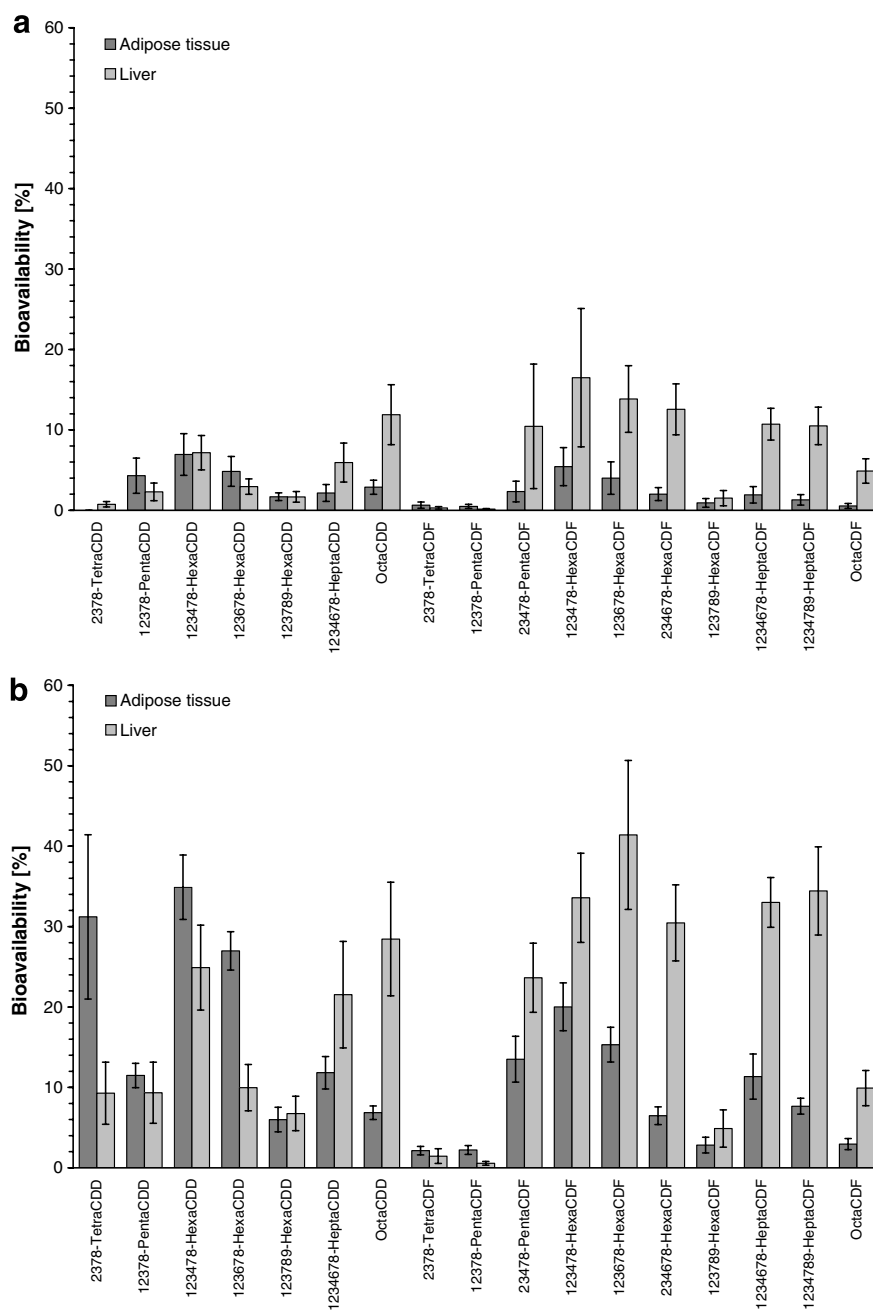 a
Adipose tissue
Liver
Bioavailability [%]
60
50
40
30
20
10
0
2378-TetraCDD
12378-PentaCDD
123478-HexaCDD
123678-HexaCDD
123789-HexaCDD
1234678-HeptaCDD
OctaCDD
2378-TetraCDF
12378-PentaCDF
23478-PentaCDF
123478-HexaCDF
123678-HexaCDF
234678-HexaCDF
123789-HexaCDF
1234678-HeptaCDF
1234789-HeptaCDF
OctaCDF
b
Adipose tissue
Liver
Bioavailability [%]
60
50
40
30
20
10
0
2378-TetraCDD
12378-PentaCDD
123478-HexaCDD
123678-HexaCDD
123789-HexaCDD
1234678-HeptaCDD
OctaCDD
2378-TetraCDF
12378-PentaCDF
23478-PentaCDF
123478-HexaCDF
123678-HexaCDF
234678-HexaCDF
123789-HexaCDF
1234678-HeptaCDF
1234789-HeptaCDF
OctaCDF